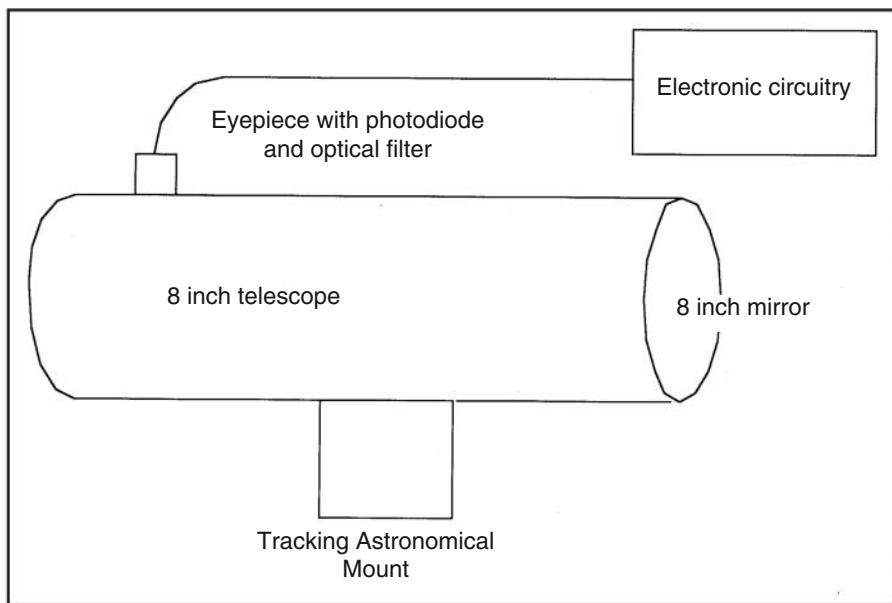 Electronic circuitry
Eyepiece with photodiode
and optical filter
8 inch telescope
8 inch mirror
Tracking Astronomical
Mount